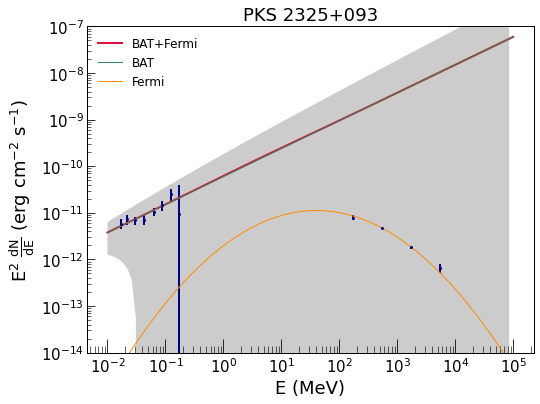 PKS 2325+093
BAT+Fermi
BAT
Fermi
E² dN/dE (erg cm⁻² s⁻¹)
10⁻⁷
10⁻⁸
10⁻⁹
10⁻¹⁰
10⁻¹¹
10⁻¹²
10⁻¹³
10⁻¹⁴
10⁻² 10⁻¹ 10⁰ 10¹ 10² 10³ 10⁴ 10⁵
E (MeV)